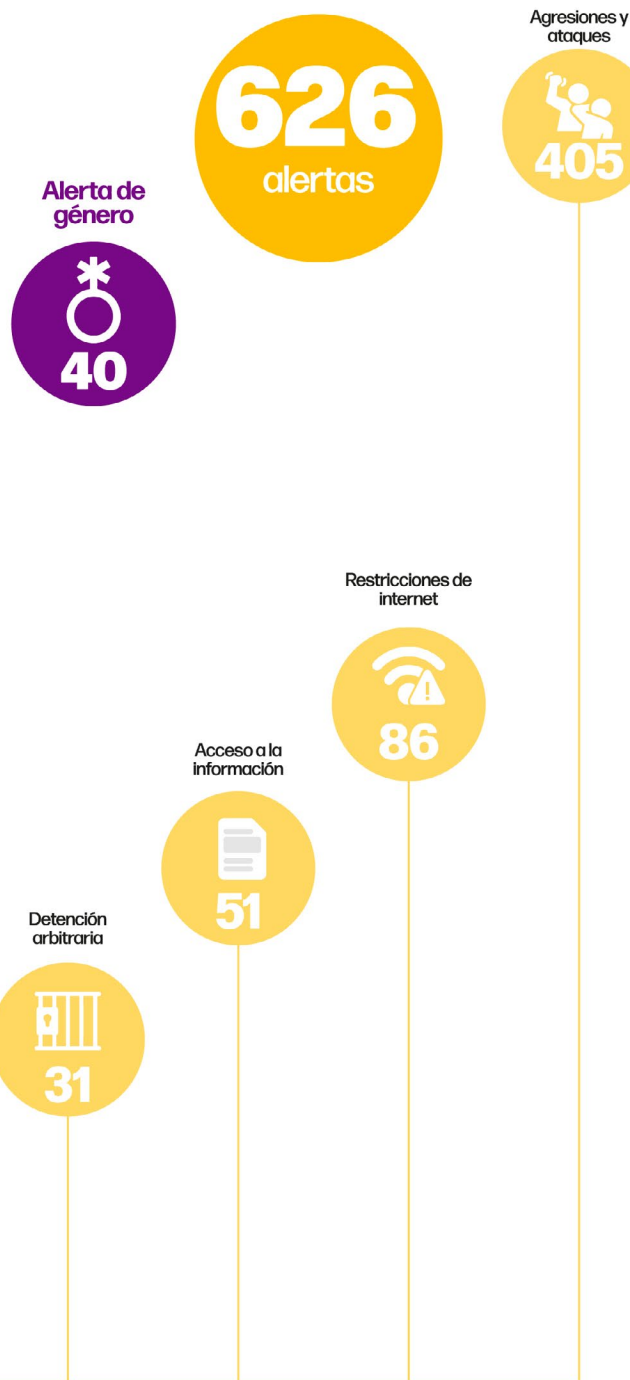 Agresiones y
ataques
405
626
alertas
Alerta de
género
40
Restricciones de
internet
86
Acceso a la
información
51
Detención
arbitraria
31